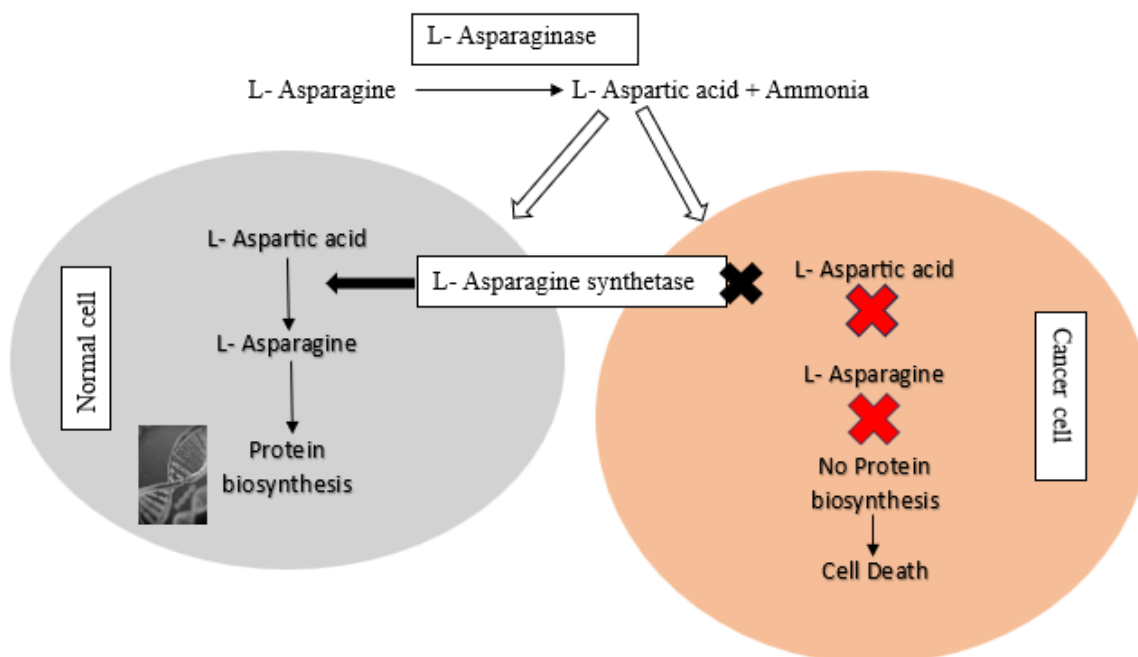 L- Asparaginase
L- Asparagine
L- Aspartic acid + Ammonia
Normal cell
L- Aspartic acid
L- Asparagine
Protein
biosynthesis
L- Asparagine synthetase
L- Aspartic acid
L- Asparagine
No Protein
biosynthesis
Cell Death
Cancer cell